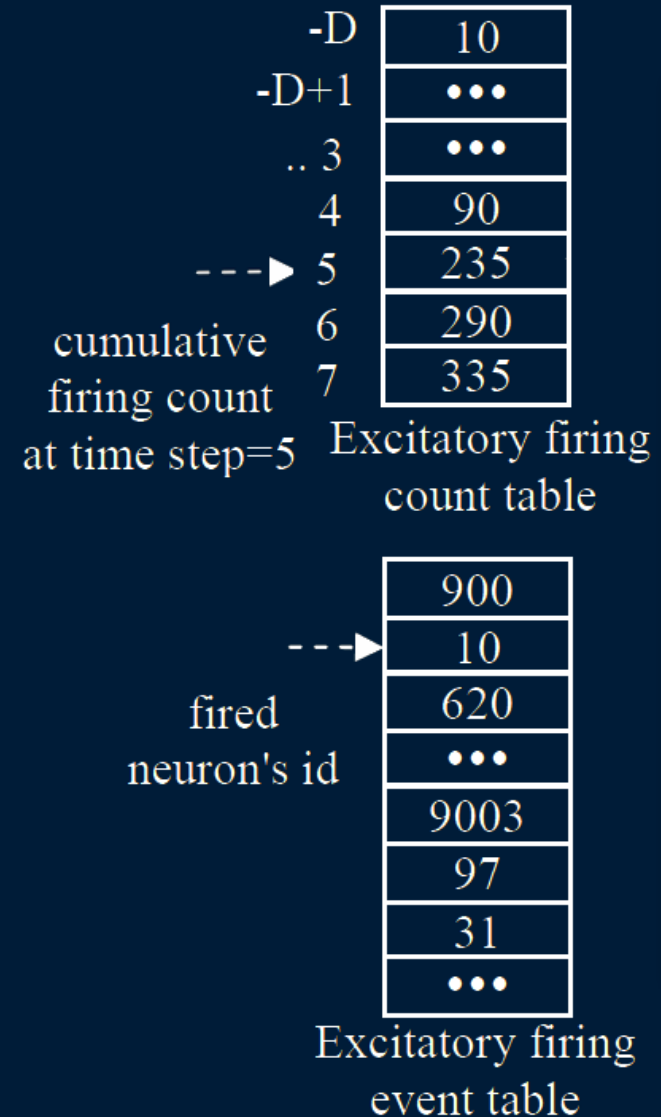 -D 10
-D+1 •••
.. 3 •••
4 90
5 235
6 290
7 335
cumulative
firing count
at time step=5
Excitatory firing
count table
900
10
620
•••
9003
97
31
•••
fired
neuron's id
Excitatory firing
event table